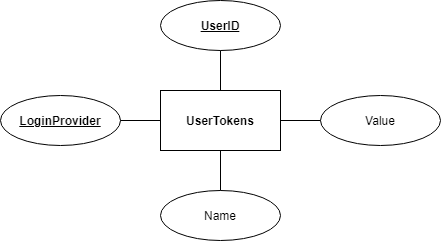 UserID
LoginProvider
UserTokens
Value
Name